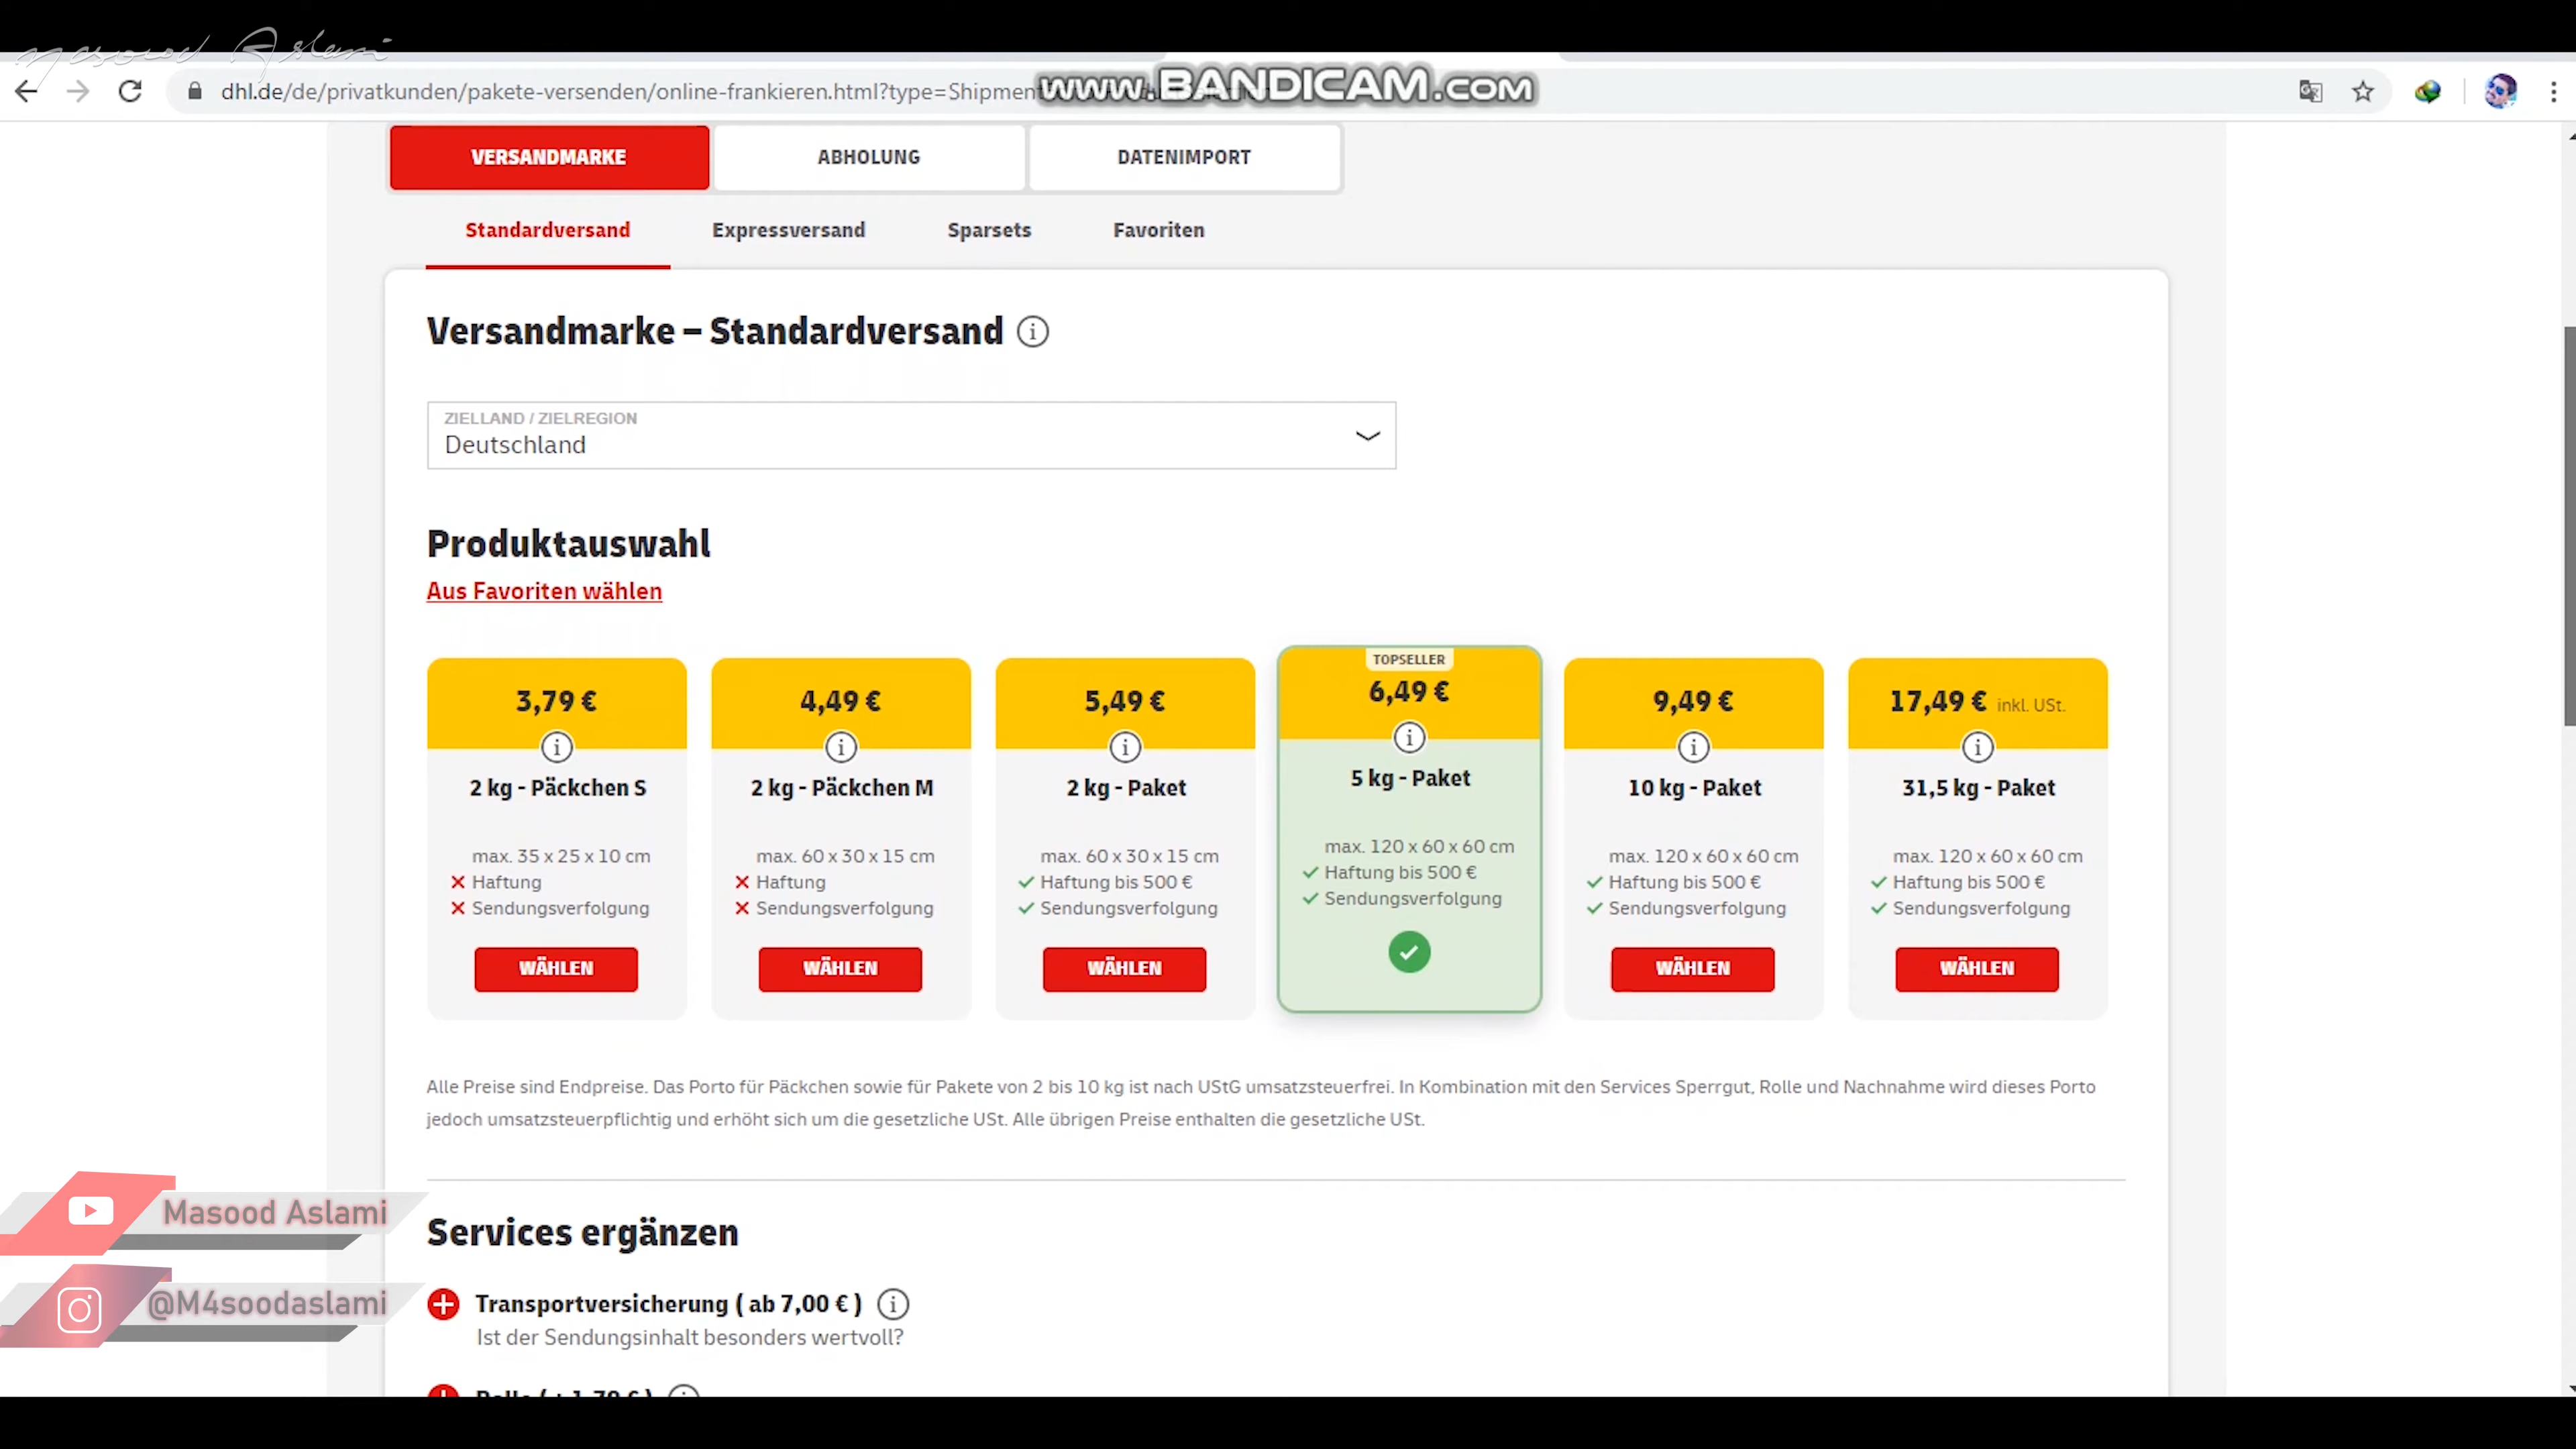 Masood Aslami
dhl.de/de/privatkunden/pakete-versenden/online-frankieren.html?type=Shipment
www.BANDICAM.com
VERSANDMARKE
ABHOLUNG
DATENIMPORT
Standardversand
Expressversand
Sparsets
Favoriten
Versandmarke – Standardversand
ZIELLAND / ZIELREGION
Deutschland
Produktauswahl
Aus Favoriten wählen
3,79 €
2 kg - Päckchen S
max. 35 x 25 x 10 cm
Haftung
Sendungsverfolgung
WÄHLEN
4,49 €
2 kg - Päckchen M
max. 60 x 30 x 15 cm
Haftung
Sendungsverfolgung
WÄHLEN
5,49 €
2 kg - Paket
max. 60 x 30 x 15 cm
Haftung bis 500 €
Sendungsverfolgung
WÄHLEN
TOPSELLER
6,49 €
5 kg - Paket
max. 120 x 60 x 60 cm
Haftung bis 500 €
Sendungsverfolgung
9,49 €
10 kg - Paket
max. 120 x 60 x 60 cm
Haftung bis 500 €
Sendungsverfolgung
WÄHLEN
17,49 € inkl. USt.
31,5 kg - Paket
max. 120 x 60 x 60 cm
Haftung bis 500 €
Sendungsverfolgung
WÄHLEN
Alle Preise sind Endpreise. Das Porto für Päckchen sowie für Pakete von 2 bis 10 kg ist nach UStG umsatzsteuerfrei. In Kombination mit den Services Sperrgut, Rolle und Nachnahme wird dieses Porto
jedoch umsatzsteuerpflichtig und erhöht sich um die gesetzliche USt. Alle übrigen Preise enthalten die gesetzliche USt.
Services ergänzen
Transportversicherung ( ab 7,00 € )
Ist der Sendungsinhalt besonders wertvoll?
Masood Aslami
@M4soodaslami